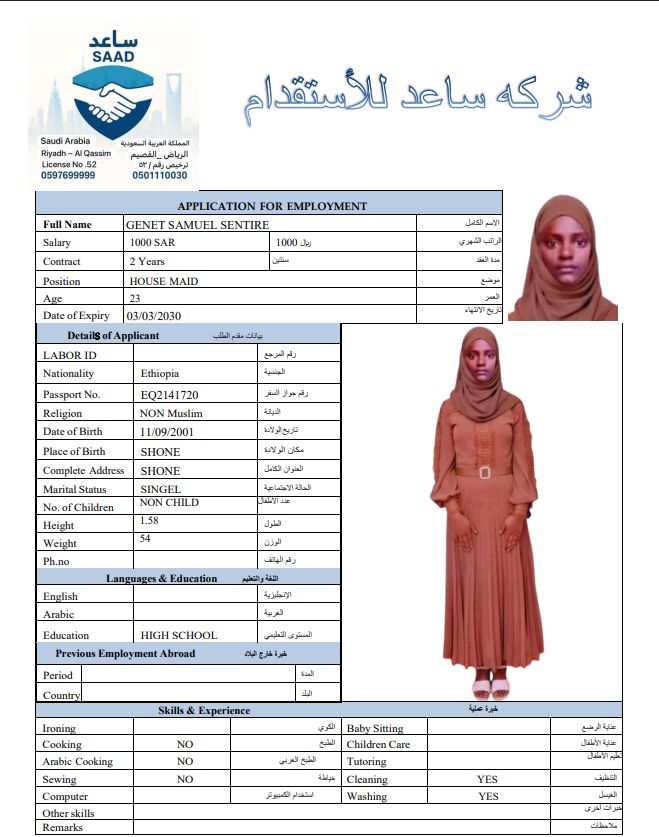 ساعد
SAAD
Saudi Arabia المملكة العربية السعودية
Riyadh ~ Al Qassim الرياض _ القصيم
License No .52 ترخيص رقم / ٥٢
0597699999 0501110030
شركه ساعد للأستقدام
APPLICATION FOR EMPLOYMENT
Full Name GENET SAMUEL SENTIRE الاسم الكامل
Salary 1000 SAR 1000 ريال الراتب الشهري
Contract 2 Years سنتين مدة العقد
Position HOUSE MAID موضع
Age 23 العمر
Date of Expiry 03/03/2030 تاريخ الانتهاء
Details of Applicant بيانات مقدم الطلب
LABOR ID رقم المرجع
Nationality Ethiopia الجنسية
Passport No. EQ2141720 رقم جواز السفر
Religion NON Muslim الديانة
Date of Birth 11/09/2001 تاريخ الولادة
Place of Birth SHONE مكان الولادة
Complete Address SHONE العنوان الكامل
Marital Status SINGEL الحالة الاجتماعية
No. of Children NON CHILD عدد الاطفال
Height 1.58 الطول
Weight 54 الوزن
Ph.no رقم الهاتف
Languages & Education اللغة والتعليم
English الإنجليزية
Arabic العربية
Education HIGH SCHOOL المستوى التعليمي
Previous Employment Abroad خبرة خارج البلاد
Period المدة
Country البلد
Skills & Experience خبرة عملية
Ironing الكوي Baby Sitting عناية الرضع
Cooking NO الطبخ Children Care عناية الأطفال
Arabic Cooking NO الطبخ العربي Tutoring تعليم الأطفال
Sewing NO خياطة Cleaning YES التنظيف
Computer استخدام الكمبيوتر Washing YES الغسيل
Other skills خبرات اخرى
Remarks ملاحظات